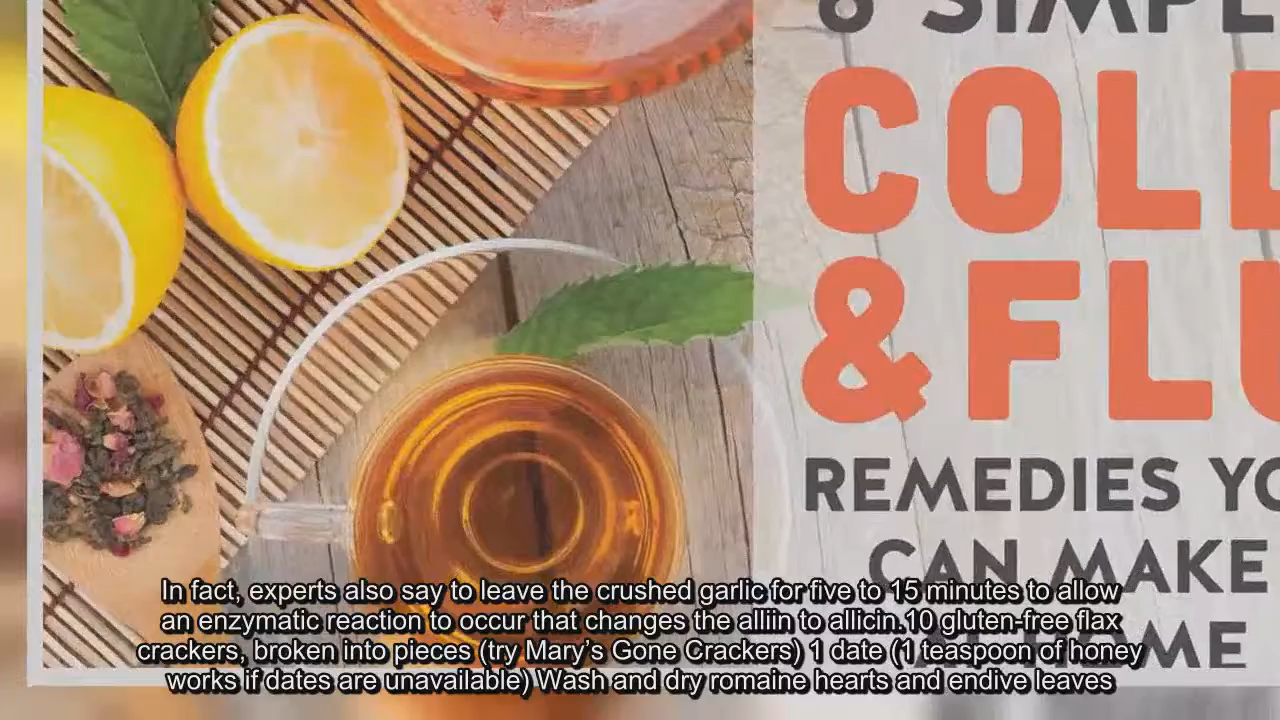 COLD
& FLU
REMEDIES YO
CAN MAKE
HOME
In fact, experts also say to leave the crushed garlic for five to 15 minutes to allow
an enzymatic reaction to occur that changes the alliin to allicin.10 gluten-free flax
crackers, broken into pieces (try Mary's Gone Crackers) 1 date (1 teaspoon of honey
works if dates are unavailable) Wash and dry romaine hearts and endive leaves